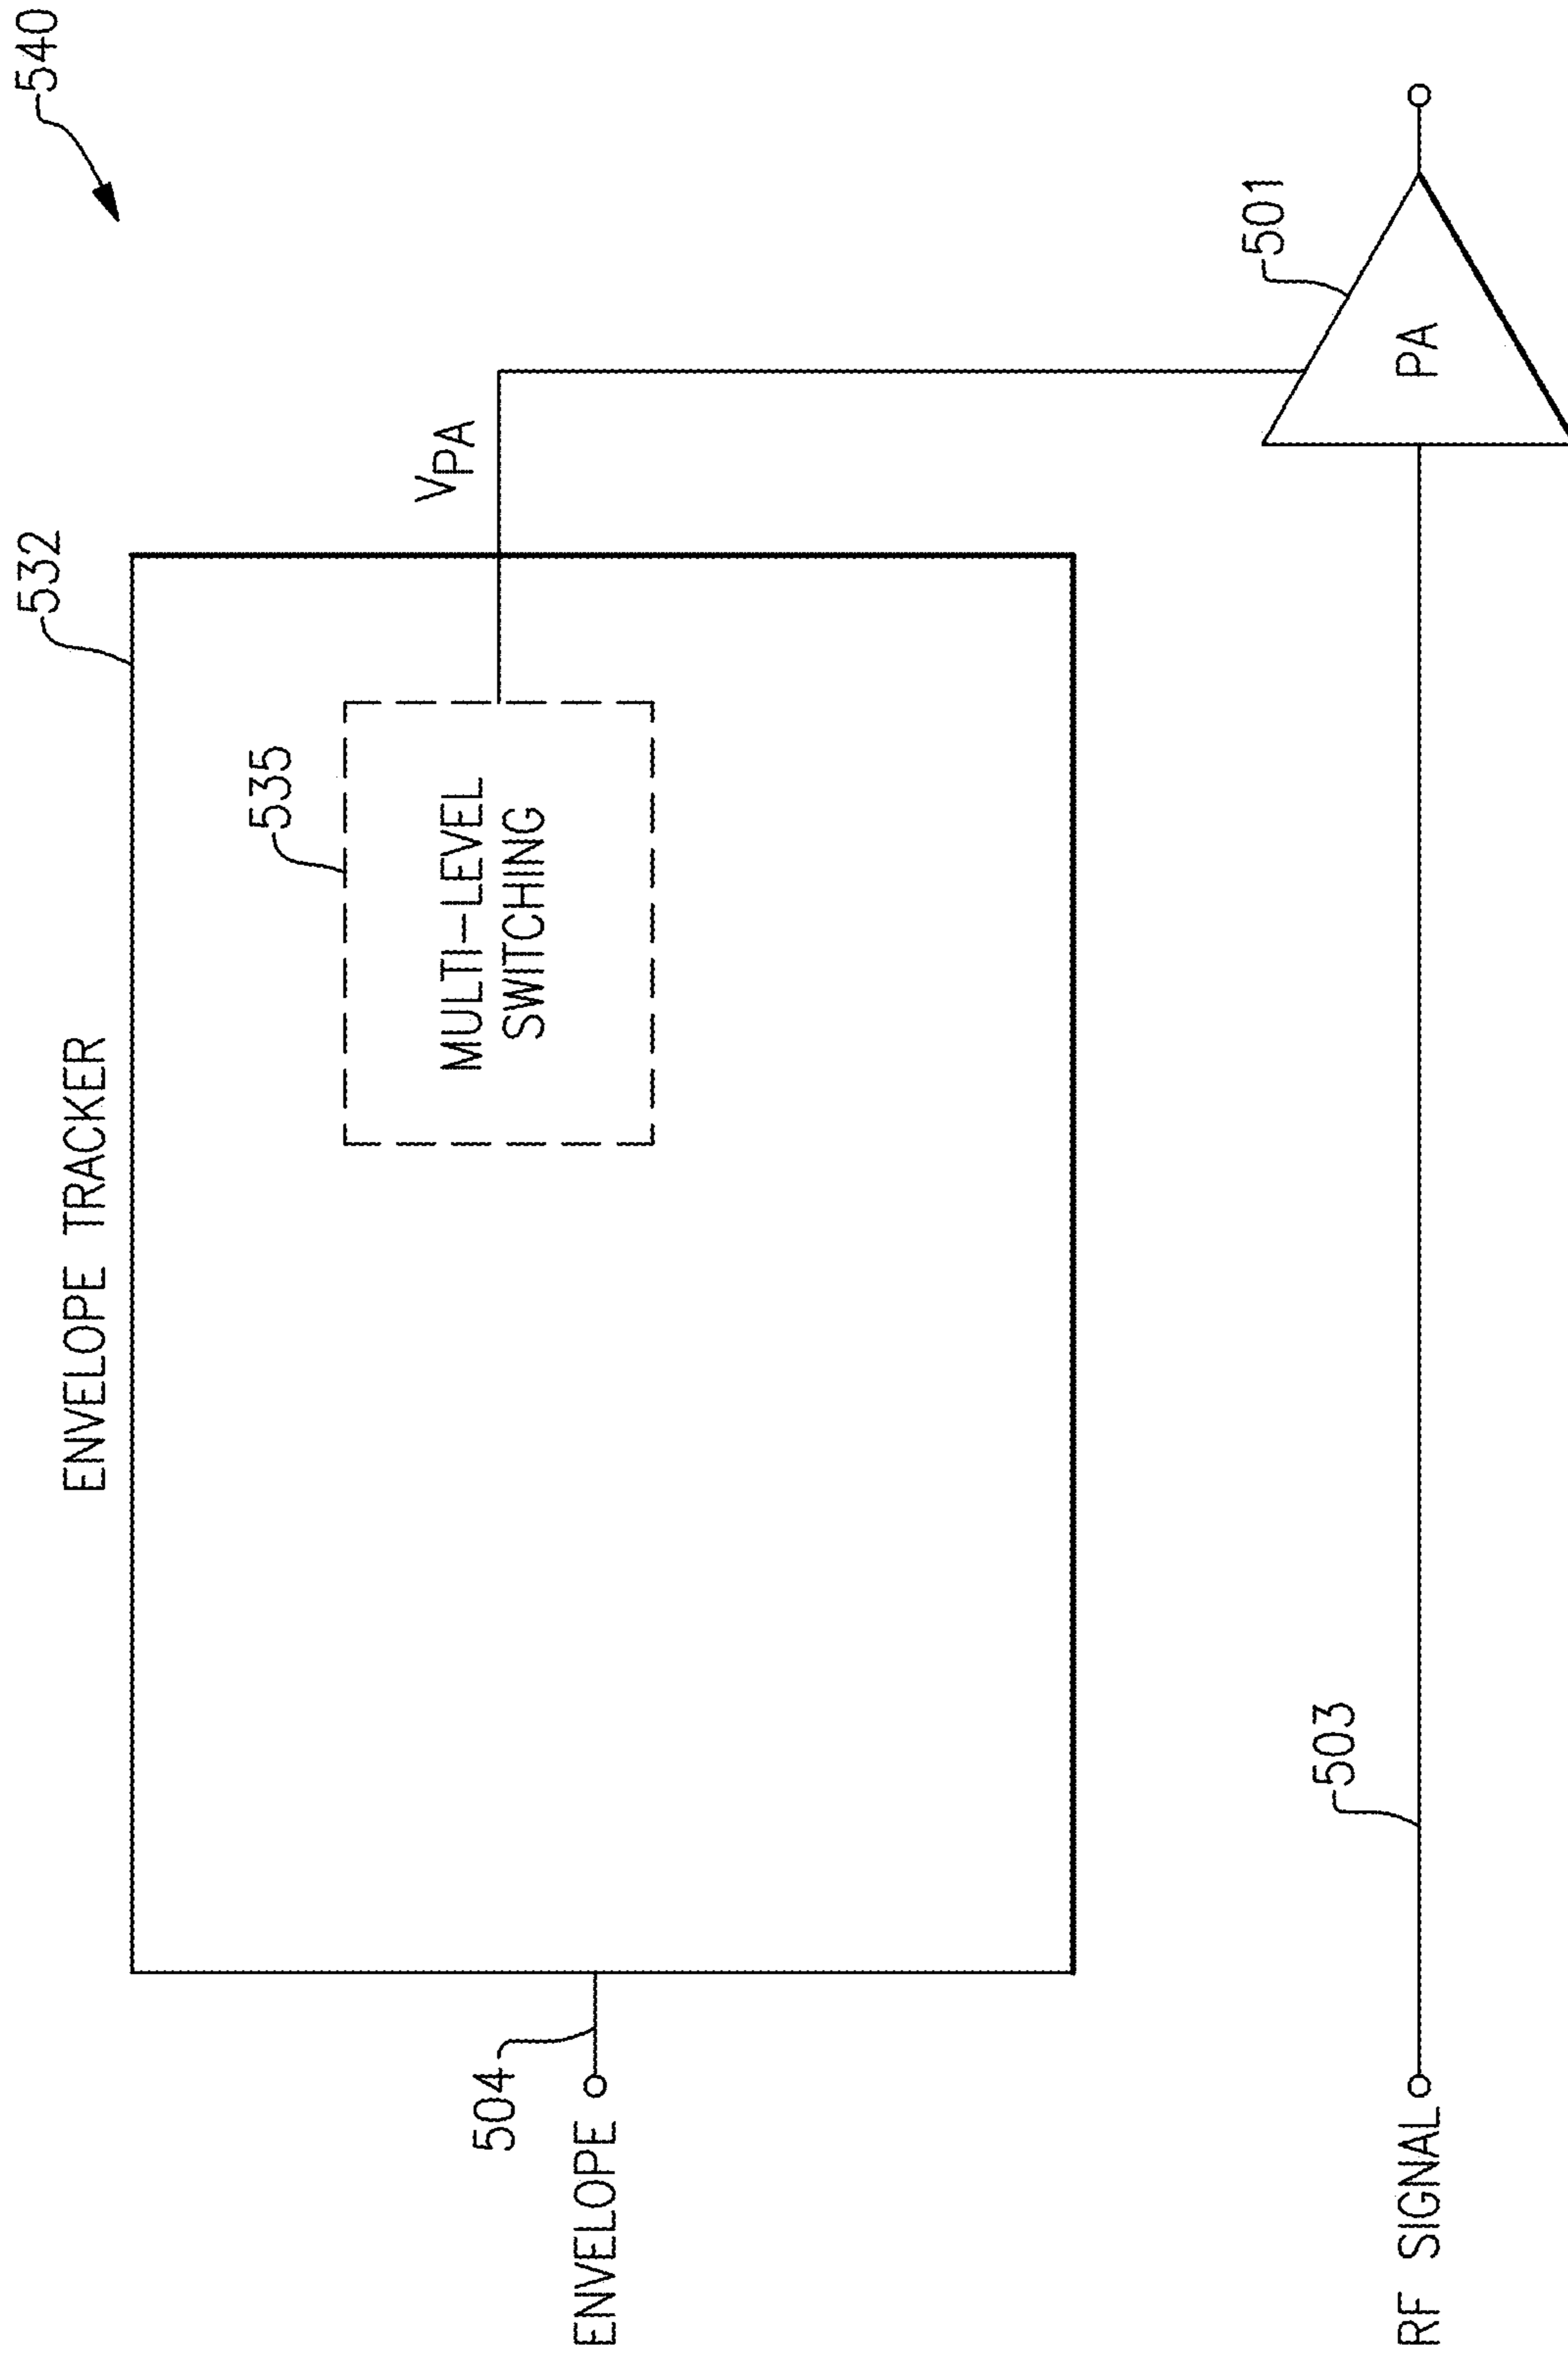 540
ENVELOPE TRACKER
532
535
MULTI-LEVEL
SWITCHING
VPA
504
ENVELOPE
501
PA
503
RF SIGNAL